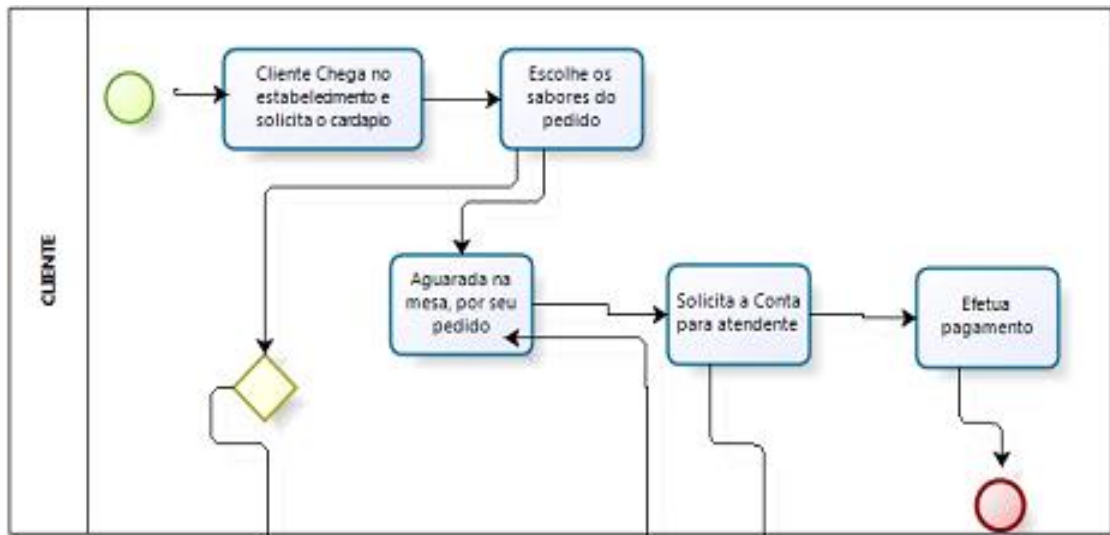 CLIENTE
Cliente Chega no
estabelecimento e
solicita o cardapio
Escolhe os
sabores do
pedido
Aguarada na
mesa, por seu
pedido
Solicita a Conta
para atendente
Efetua
pagamento